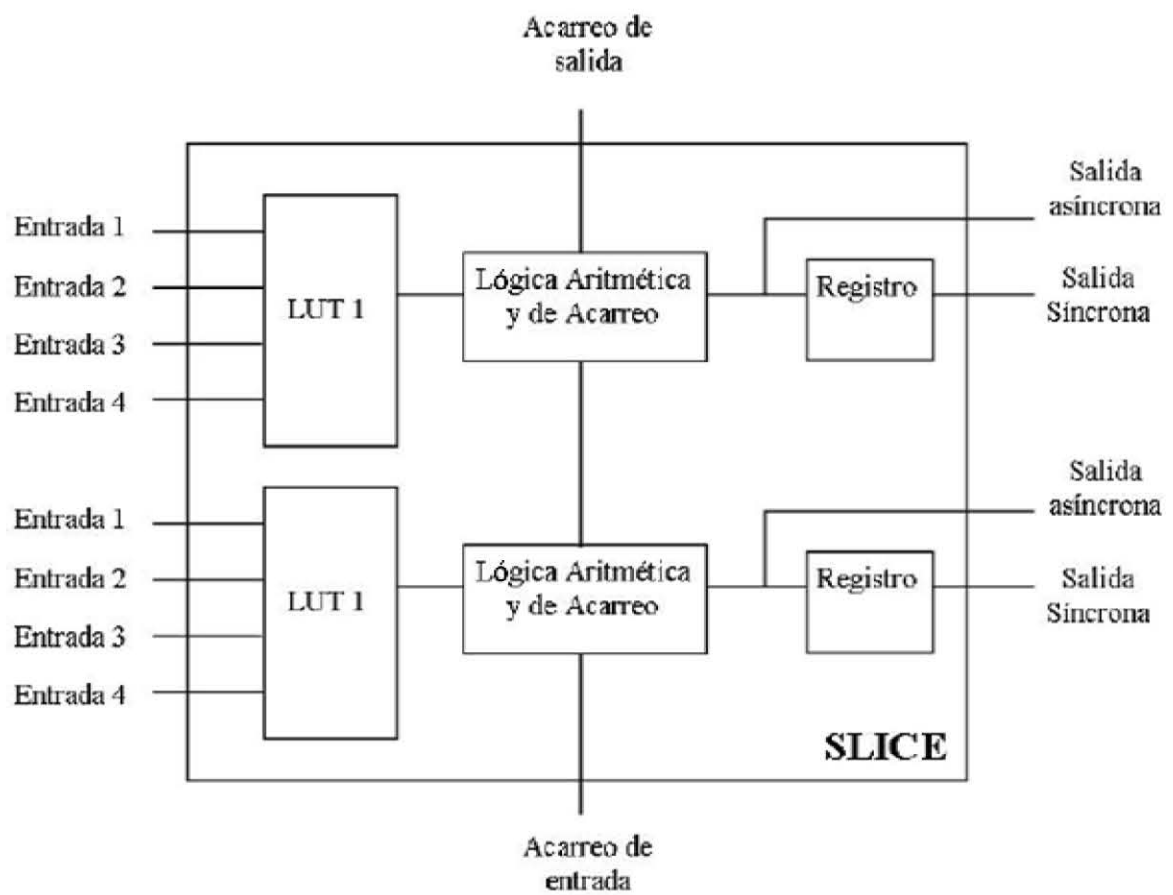 Acarreo de
salida
Salida
asíncrona
Entrada 1
Entrada 2
Entrada 3
Entrada 4
LUT 1
Lógica Aritmética
y de Acarreo
Registro
Salida
Síncrona
Salida
asíncrona
Entrada 1
Entrada 2
Entrada 3
Entrada 4
LUT 1
Lógica Aritmética
y de Acarreo
Registro
Salida
Síncrona
SLICE
Acarreo de
entrada